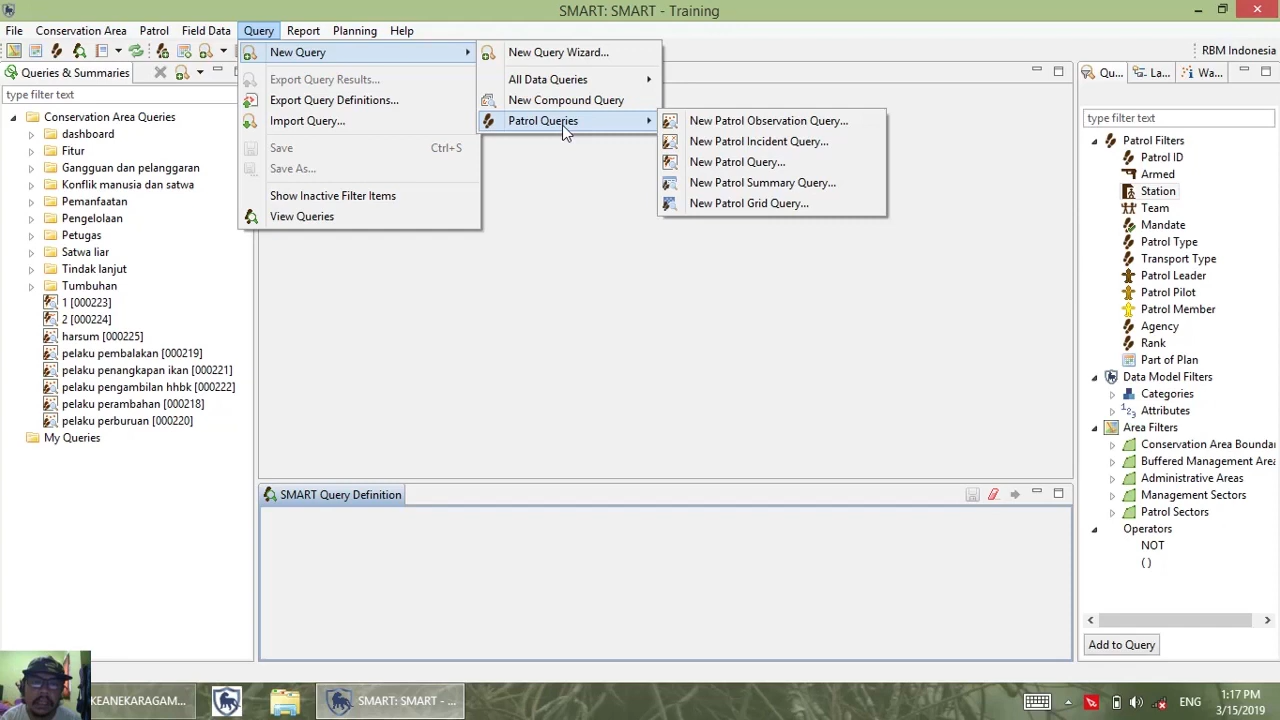 SMART: SMART - Training
File Conservation Area Patrol Field Data Query Report Planning Help
RBM Indonesia
Queries & Summaries
type filter text
Conservation Area Queries
dashboard
Fitur
Gangguan dan pelanggaran
Konflik manusia dan satwa
Pemantauan
Pengelolaan
Petugas
Satwa liar
Tindak lanjut
Tumbuhan
1 [000223]
2 [000224]
harsum [000225]
pelaku pembalakan [000219]
pelaku penangkapan ikan [000221]
pelaku pengambilan hhbk [000222]
pelaku perambahan [000218]
pelaku perburuan [000220]
My Queries
New Query
Export Query Results...
Export Query Definitions...
Import Query...
Save Ctrl+S
Save As...
Show Inactive Filter Items
View Queries
New Query Wizard...
All Data Queries
New Compound Query
Patrol Queries
New Patrol Observation Query...
New Patrol Incident Query...
New Patrol Query...
New Patrol Summary Query...
New Patrol Grid Query...
SMART Query Definition
Qu... La... Wa...
type filter text
Patrol Filters
Patrol ID
Armed
Station
Team
Mandate
Patrol Type
Transport Type
Patrol Leader
Patrol Pilot
Patrol Member
Agency
Rank
Part of Plan
Data Model Filters
Categories
Attributes
Area Filters
Conservation Area Bounda
Buffered Management Area
Administrative Areas
Management Sectors
Patrol Sectors
Operators
NOT
( )
Add to Query
KEANEKARAGAM...
SMART: SMART - ...
ENG
1:17 PM
3/15/2019